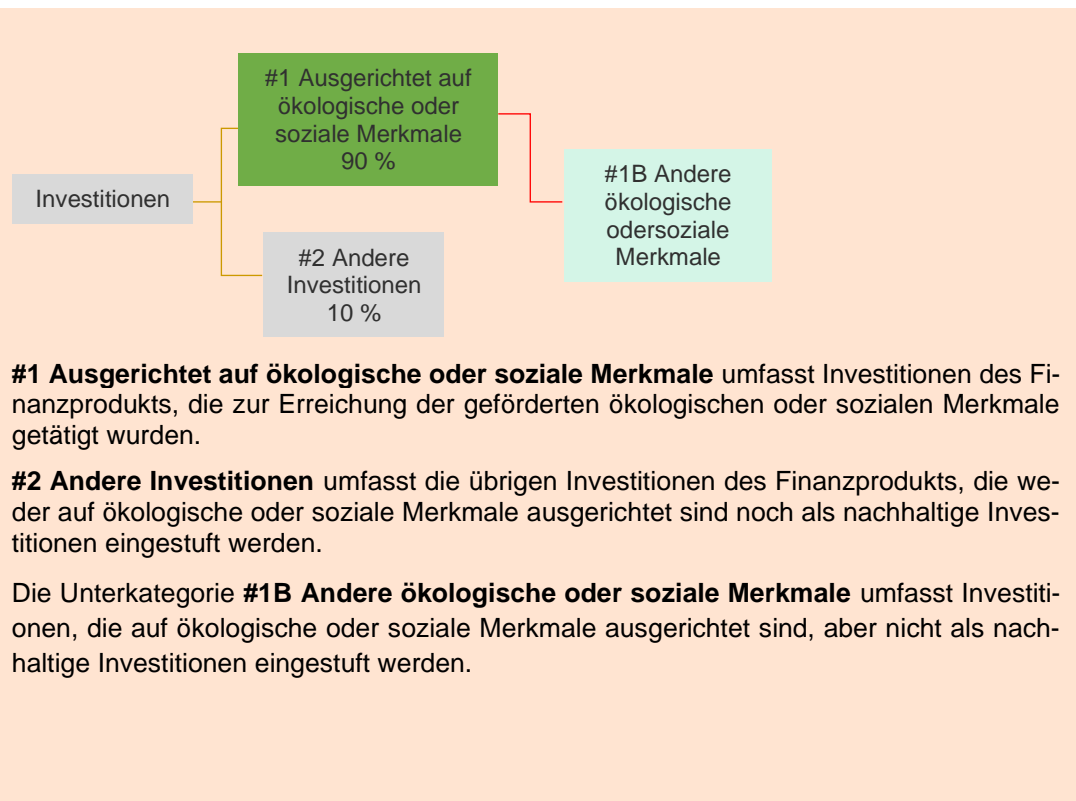 #1 Ausgerichtet auf
ökologische oder
soziale Merkmale
90 %
Investitionen
#1B Andere
ökologische
odersoziale
Merkmale
#2 Andere
Investitionen
10 %
#1 Ausgerichtet auf ökologische oder soziale Merkmale umfasst Investitionen des Fi-
nanzprodukts, die zur Erreichung der geförderten ökologischen oder sozialen Merkmale
getätigt wurden.
#2 Andere Investitionen umfasst die übrigen Investitionen des Finanzprodukts, die we-
der auf ökologische oder soziale Merkmale ausgerichtet sind noch als nachhaltige Inves-
titionen eingestuft werden.
Die Unterkategorie #1B Andere ökologische oder soziale Merkmale umfasst Investiti-
onen, die auf ökologische oder soziale Merkmale ausgerichtet sind, aber nicht als nach-
haltige Investitionen eingestuft werden.